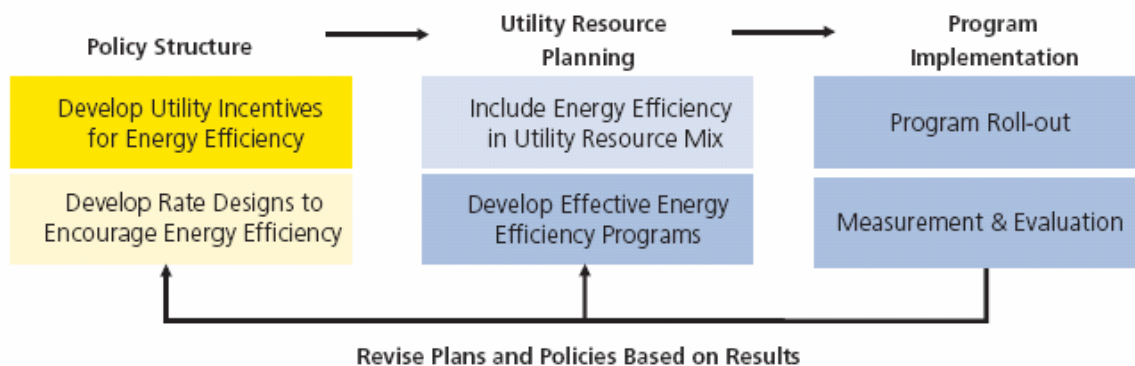 Policy Structure
Develop Utility Incentives
for Energy Efficiency
Develop Rate Designs to
Encourage Energy Efficiency
Utility Resource
Planning
Include Energy Efficiency
in Utility Resource Mix
Develop Effective Energy
Efficiency Programs
Program
Implementation
Program Roll-out
Measurement & Evaluation
Revise Plans and Policies Based on Results